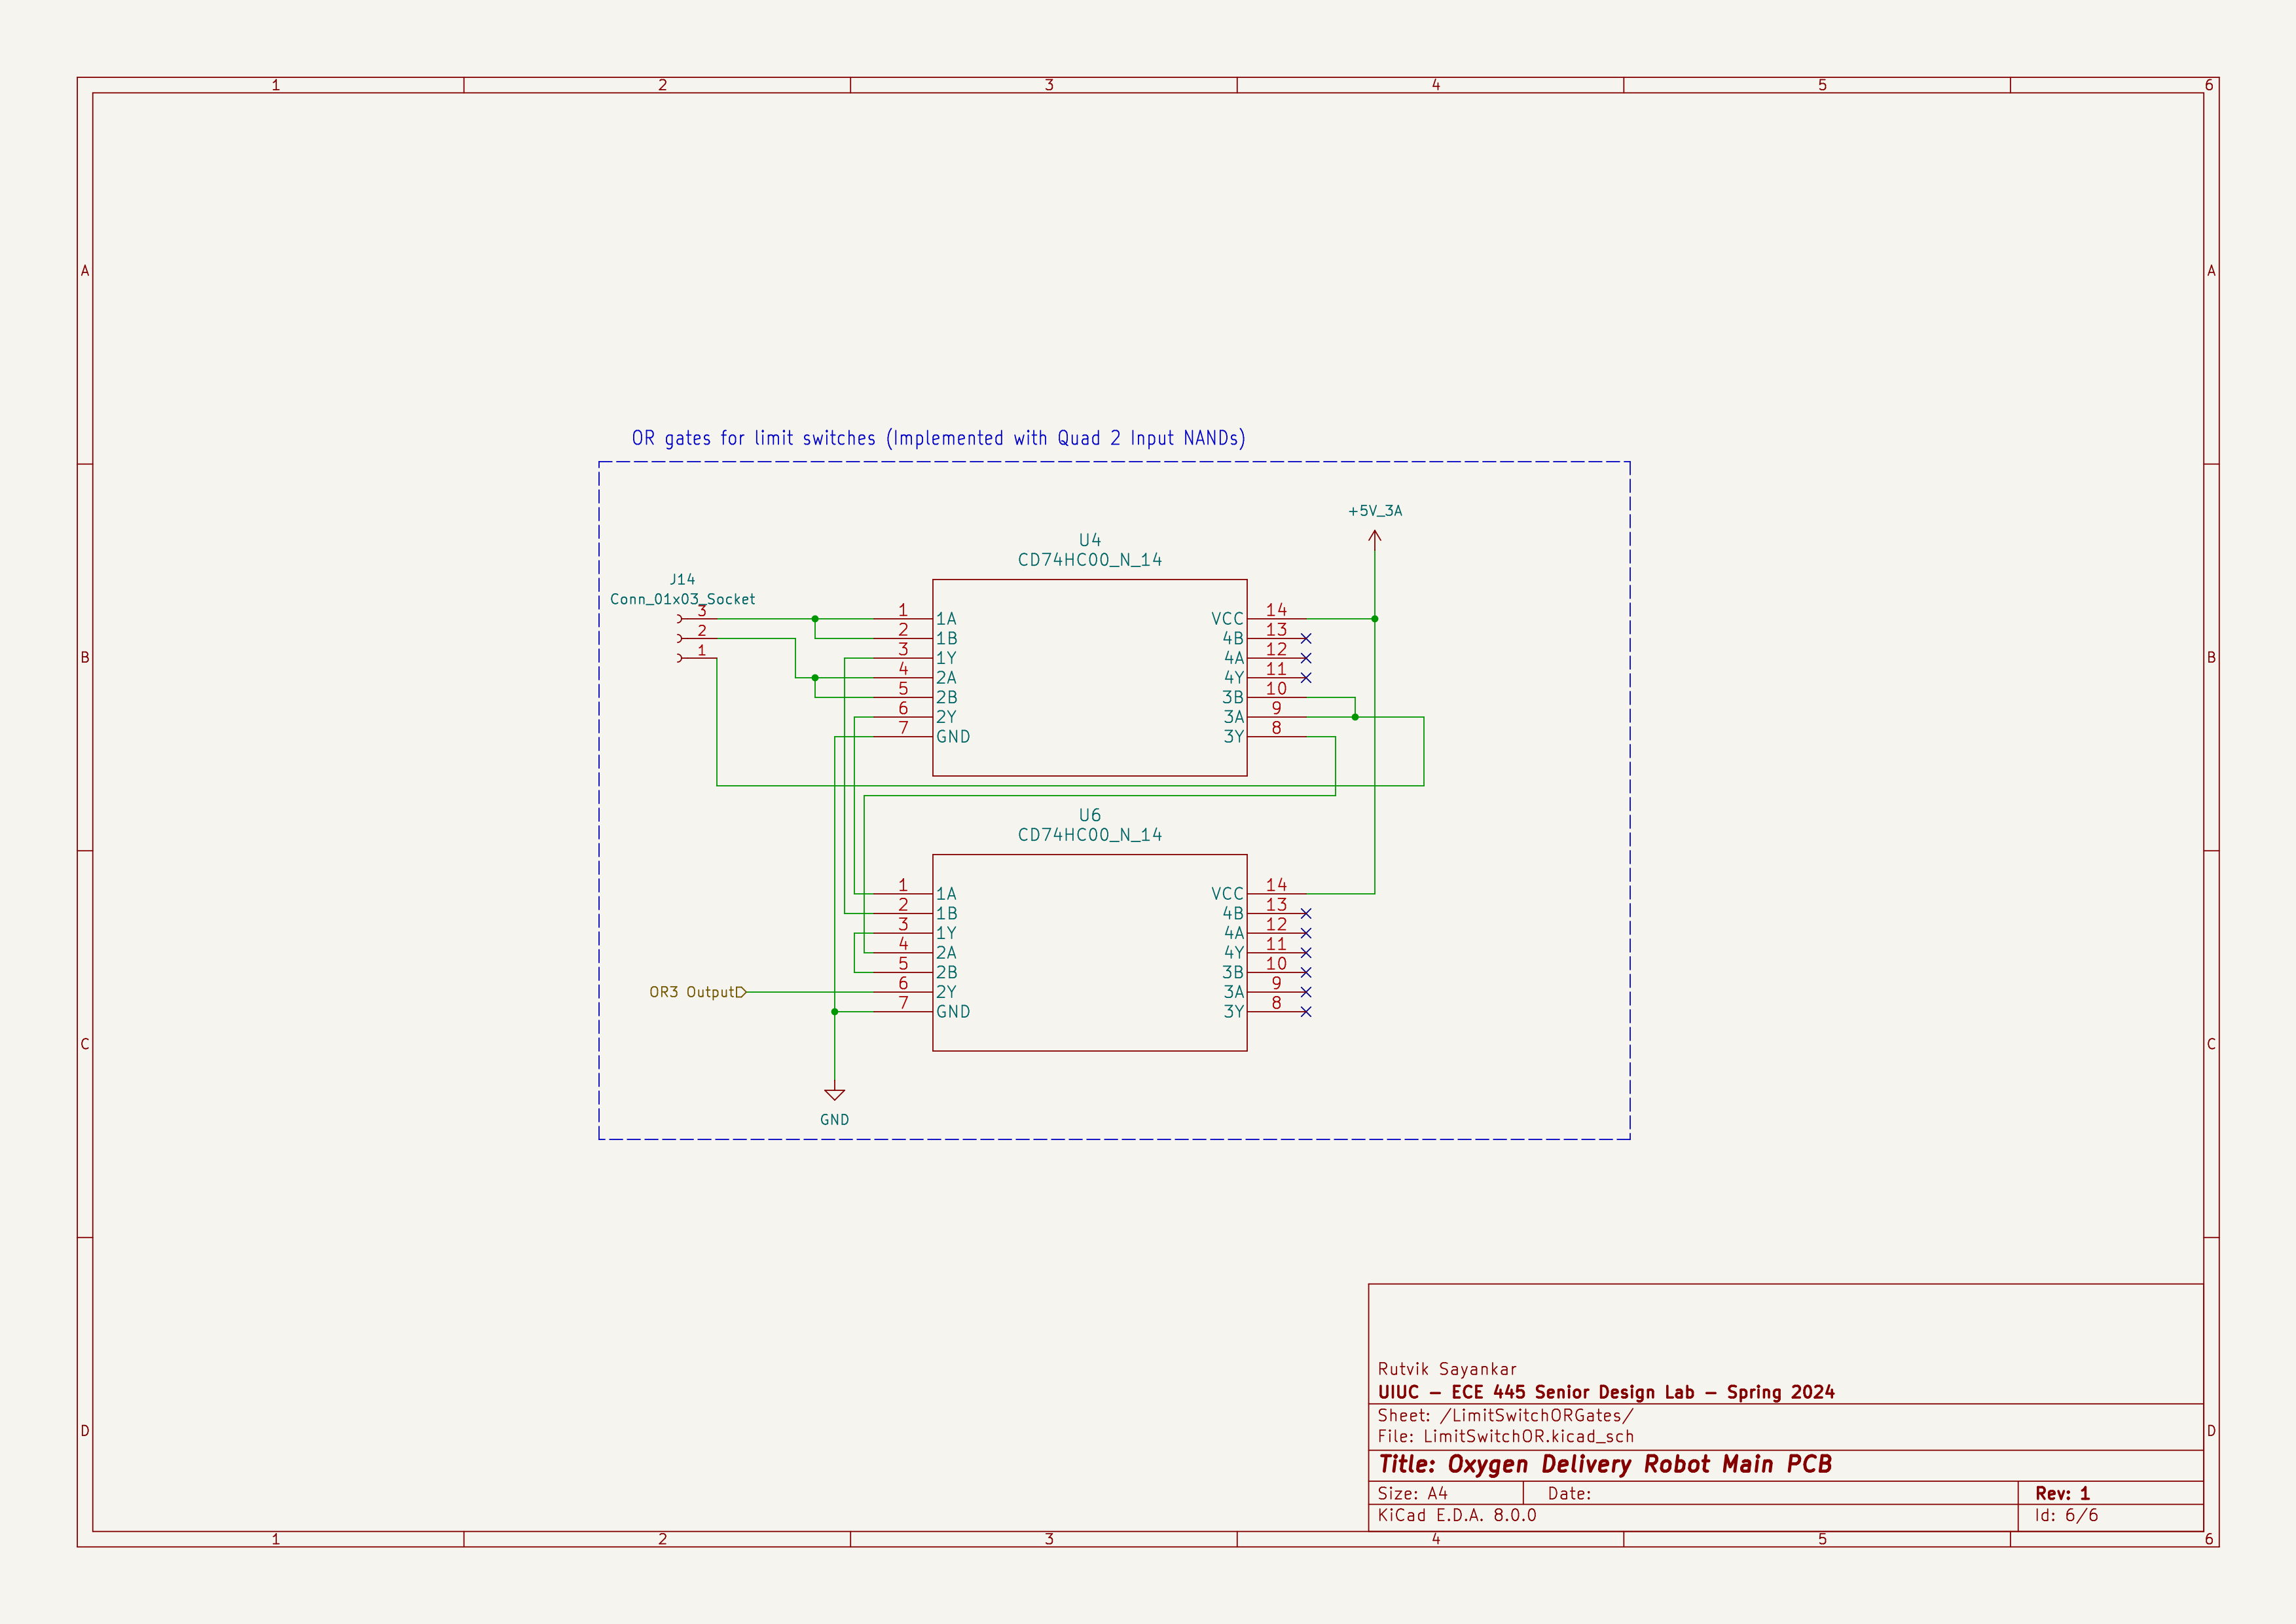 1 2 3 4 5 6
A A
OR gates for limit switches (Implemented with Quad 2 Input NANDs)
+5V_3A
U4
CD74HC00_N_14
J14
Conn_01x03_Socket
3 1 1A VCC 14
2 2 1B 4B 13
1 3 1Y 4A 12
4 2A 4Y 11
5 2B 3B 10
6 2Y 3A 9
7 GND 3Y 8
B B
U6
CD74HC00_N_14
1 1A VCC 14
2 1B 4B 13
3 1Y 4A 12
4 2A 4Y 11
5 2B 3B 10
OR3 Output 6 2Y 3A 9
7 GND 3Y 8
C C
GND
Rutvik Sayankar
UIUC - ECE 445 Senior Design Lab - Spring 2024
Sheet: /LimitSwitchORGates/
File: LimitSwitchOR.kicad_sch
D D
Title: Oxygen Delivery Robot Main PCB
Size: A4 Date: Rev: 1
KiCad E.D.A. 8.0.0 Id: 6/6
1 2 3 4 5 6